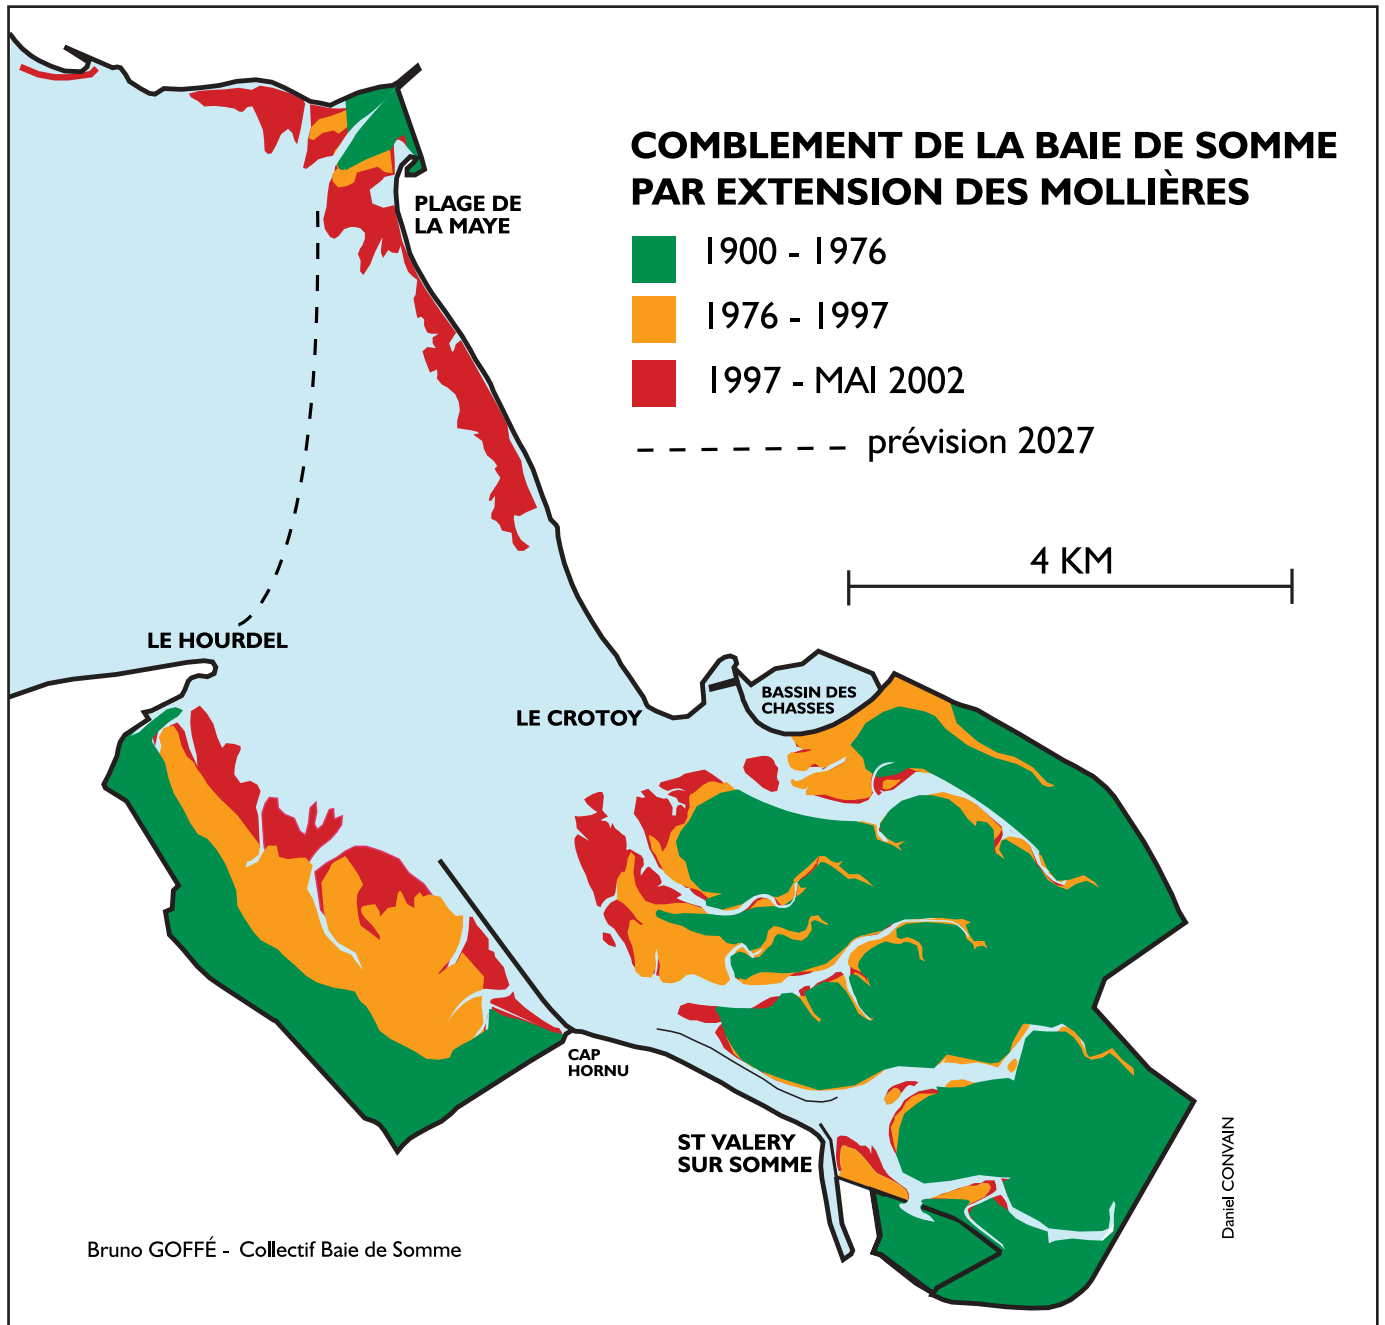 COMBLEMENT DE LA BAIE DE SOMME
PAR EXTENSION DES MOLLIÈRES
1900 - 1976
1976 - 1997
1997 - MAI 2002
prévision 2027
4 KM
PLAGE DE
LA MAYE
LE HOURDEL
LE CROTOY
BASSIN DES
CHASSES
CAP
HORNU
ST VALERY
SUR SOMME
Daniel CONVAIN
Bruno GOFFÉ - Collectif Baie de Somme